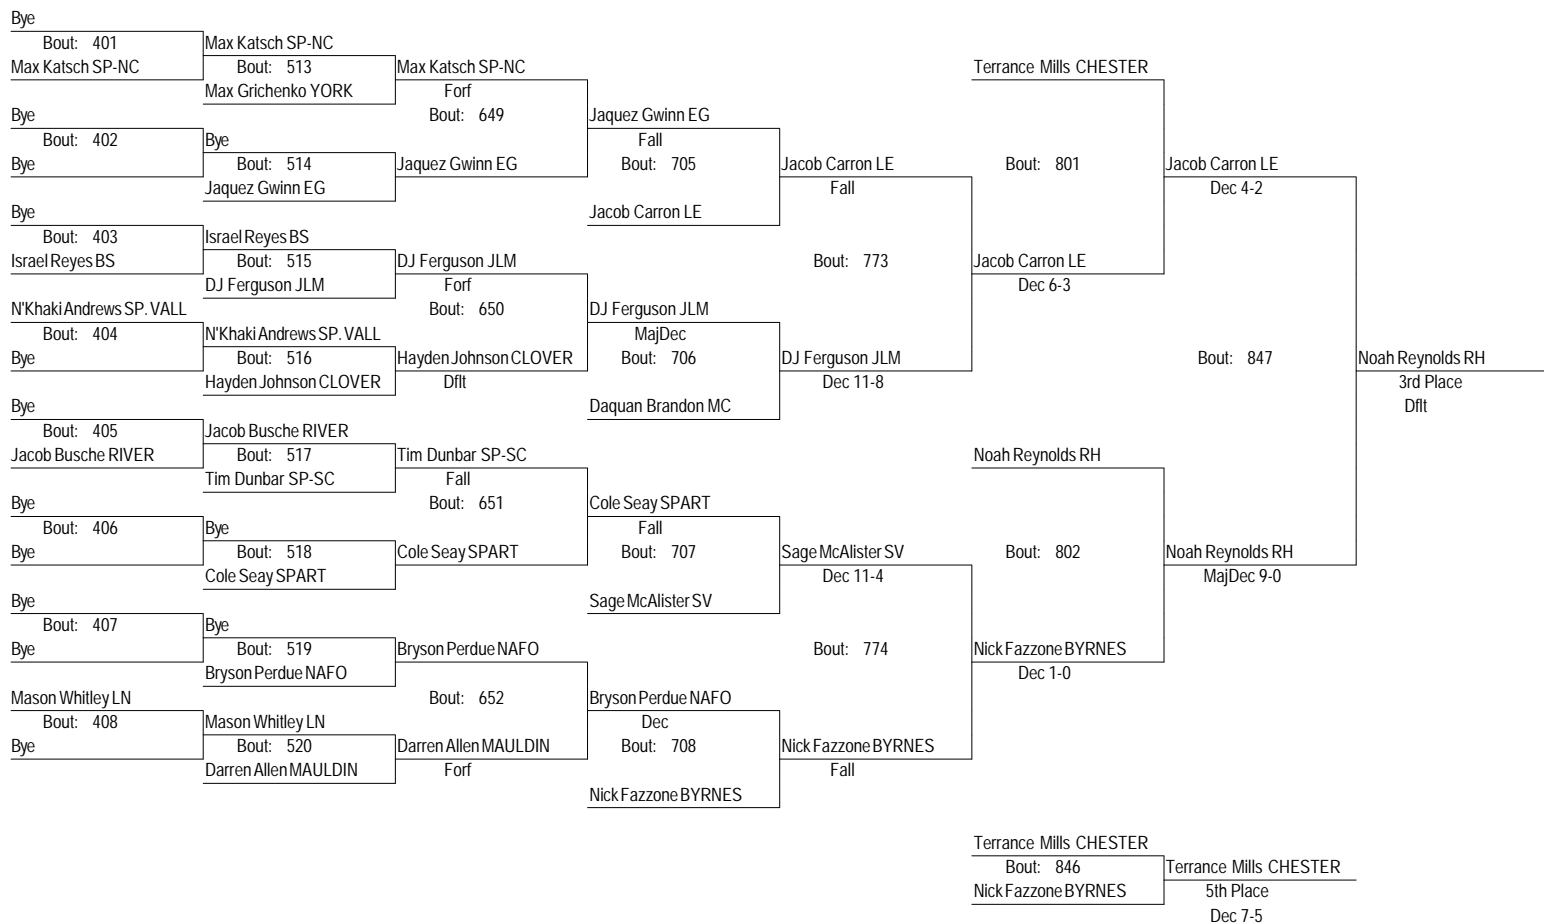 Bye
Bout: 401
Max Katsch SP-NC
Bye
Bout: 402
Bye
Bye
Bout: 403
Israel Reyes BS
N'Khaki Andrews SP. VALL
Bout: 404
Bye
Bye
Bout: 405
Jacob Busche RIVER
Bye
Bout: 406
Bye
Bye
Bout: 407
Bye
Mason Whitley LN
Bout: 408
Bye
Max Katsch SP-NC
Bout: 513
Max Grichenko YORK
Bye
Bout: 514
Jaquez Gwinn EG
Israel Reyes BS
Bout: 515
DJ Ferguson JLM
N'Khaki Andrews SP. VALL
Bout: 516
Hayden Johnson CLOVER
Jacob Busche RIVER
Bout: 517
Tim Dunbar SP-SC
Bye
Bout: 518
Cole Seay SPART
Bye
Bout: 519
Bryson Perdue NAFO
Mason Whitley LN
Bout: 520
Darren Allen MAULDIN
Max Katsch SP-NC
Forf
Bout: 649
Jaquez Gwinn EG
DJ Ferguson JLM
Forf
Bout: 650
Hayden Johnson CLOVER
Dflt
Tim Dunbar SP-SC
Fall
Bout: 651
Cole Seay SPART
Bryson Perdue NAFO
Bout: 652
Darren Allen MAULDIN
Forf
Jaquez Gwinn EG
Fall
Bout: 705
Jacob Carron LE
DJ Ferguson JLM
MajDec
Bout: 706
Daquan Brandon MC
Cole Seay SPART
Fall
Bout: 707
Sage McAlister SV
Bryson Perdue NAFO
Dec
Bout: 708
Nick Fazzone BYRNES
Jacob Carron LE
Fall
Bout: 773
DJ Ferguson JLM
Dec 11-8
Sage McAlister SV
Dec 11-4
Bout: 774
Nick Fazzone BYRNES
Fall
Terrance Mills CHESTER
Bout: 801
Jacob Carron LE
Dec 6-3
Noah Reynolds RH
Bout: 802
Nick Fazzone BYRNES
Dec 1-0
Jacob Carron LE
Dec 4-2
Bout: 847
Noah Reynolds RH
MajDec 9-0
Noah Reynolds RH
3rd Place
Dflt
Terrance Mills CHESTER
Bout: 846
Nick Fazzone BYRNES
Terrance Mills CHESTER
5th Place
Dec 7-5